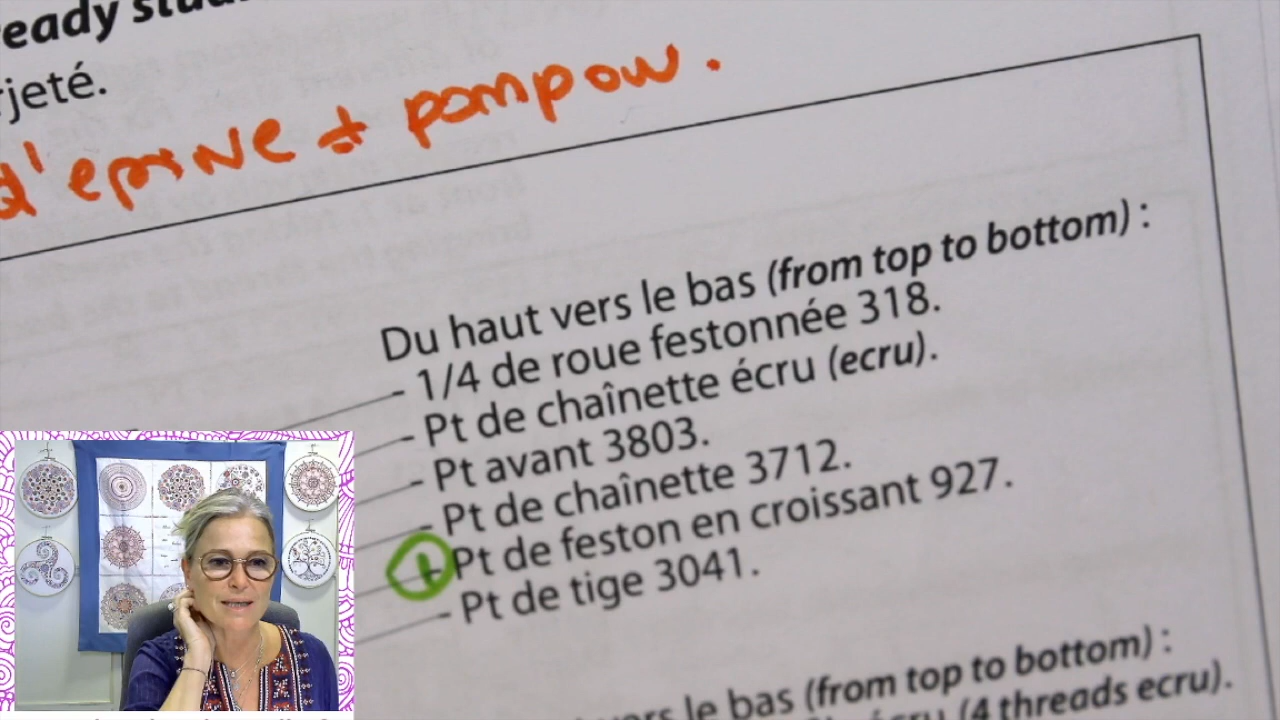 eady
rjeté.
d'epine + pompow.
Du haut vers le bas (from top to bottom) :
- 1/4 de roue festonnée 318.
- Pt de chaînette écru (ecru).
- Pt avant 3803.
- Pt de chaînette 3712.
- Pt de feston en croissant 927.
- Pt de tige 3041.
vers le bas (from top to bottom) :
écru (4 threads ecru).